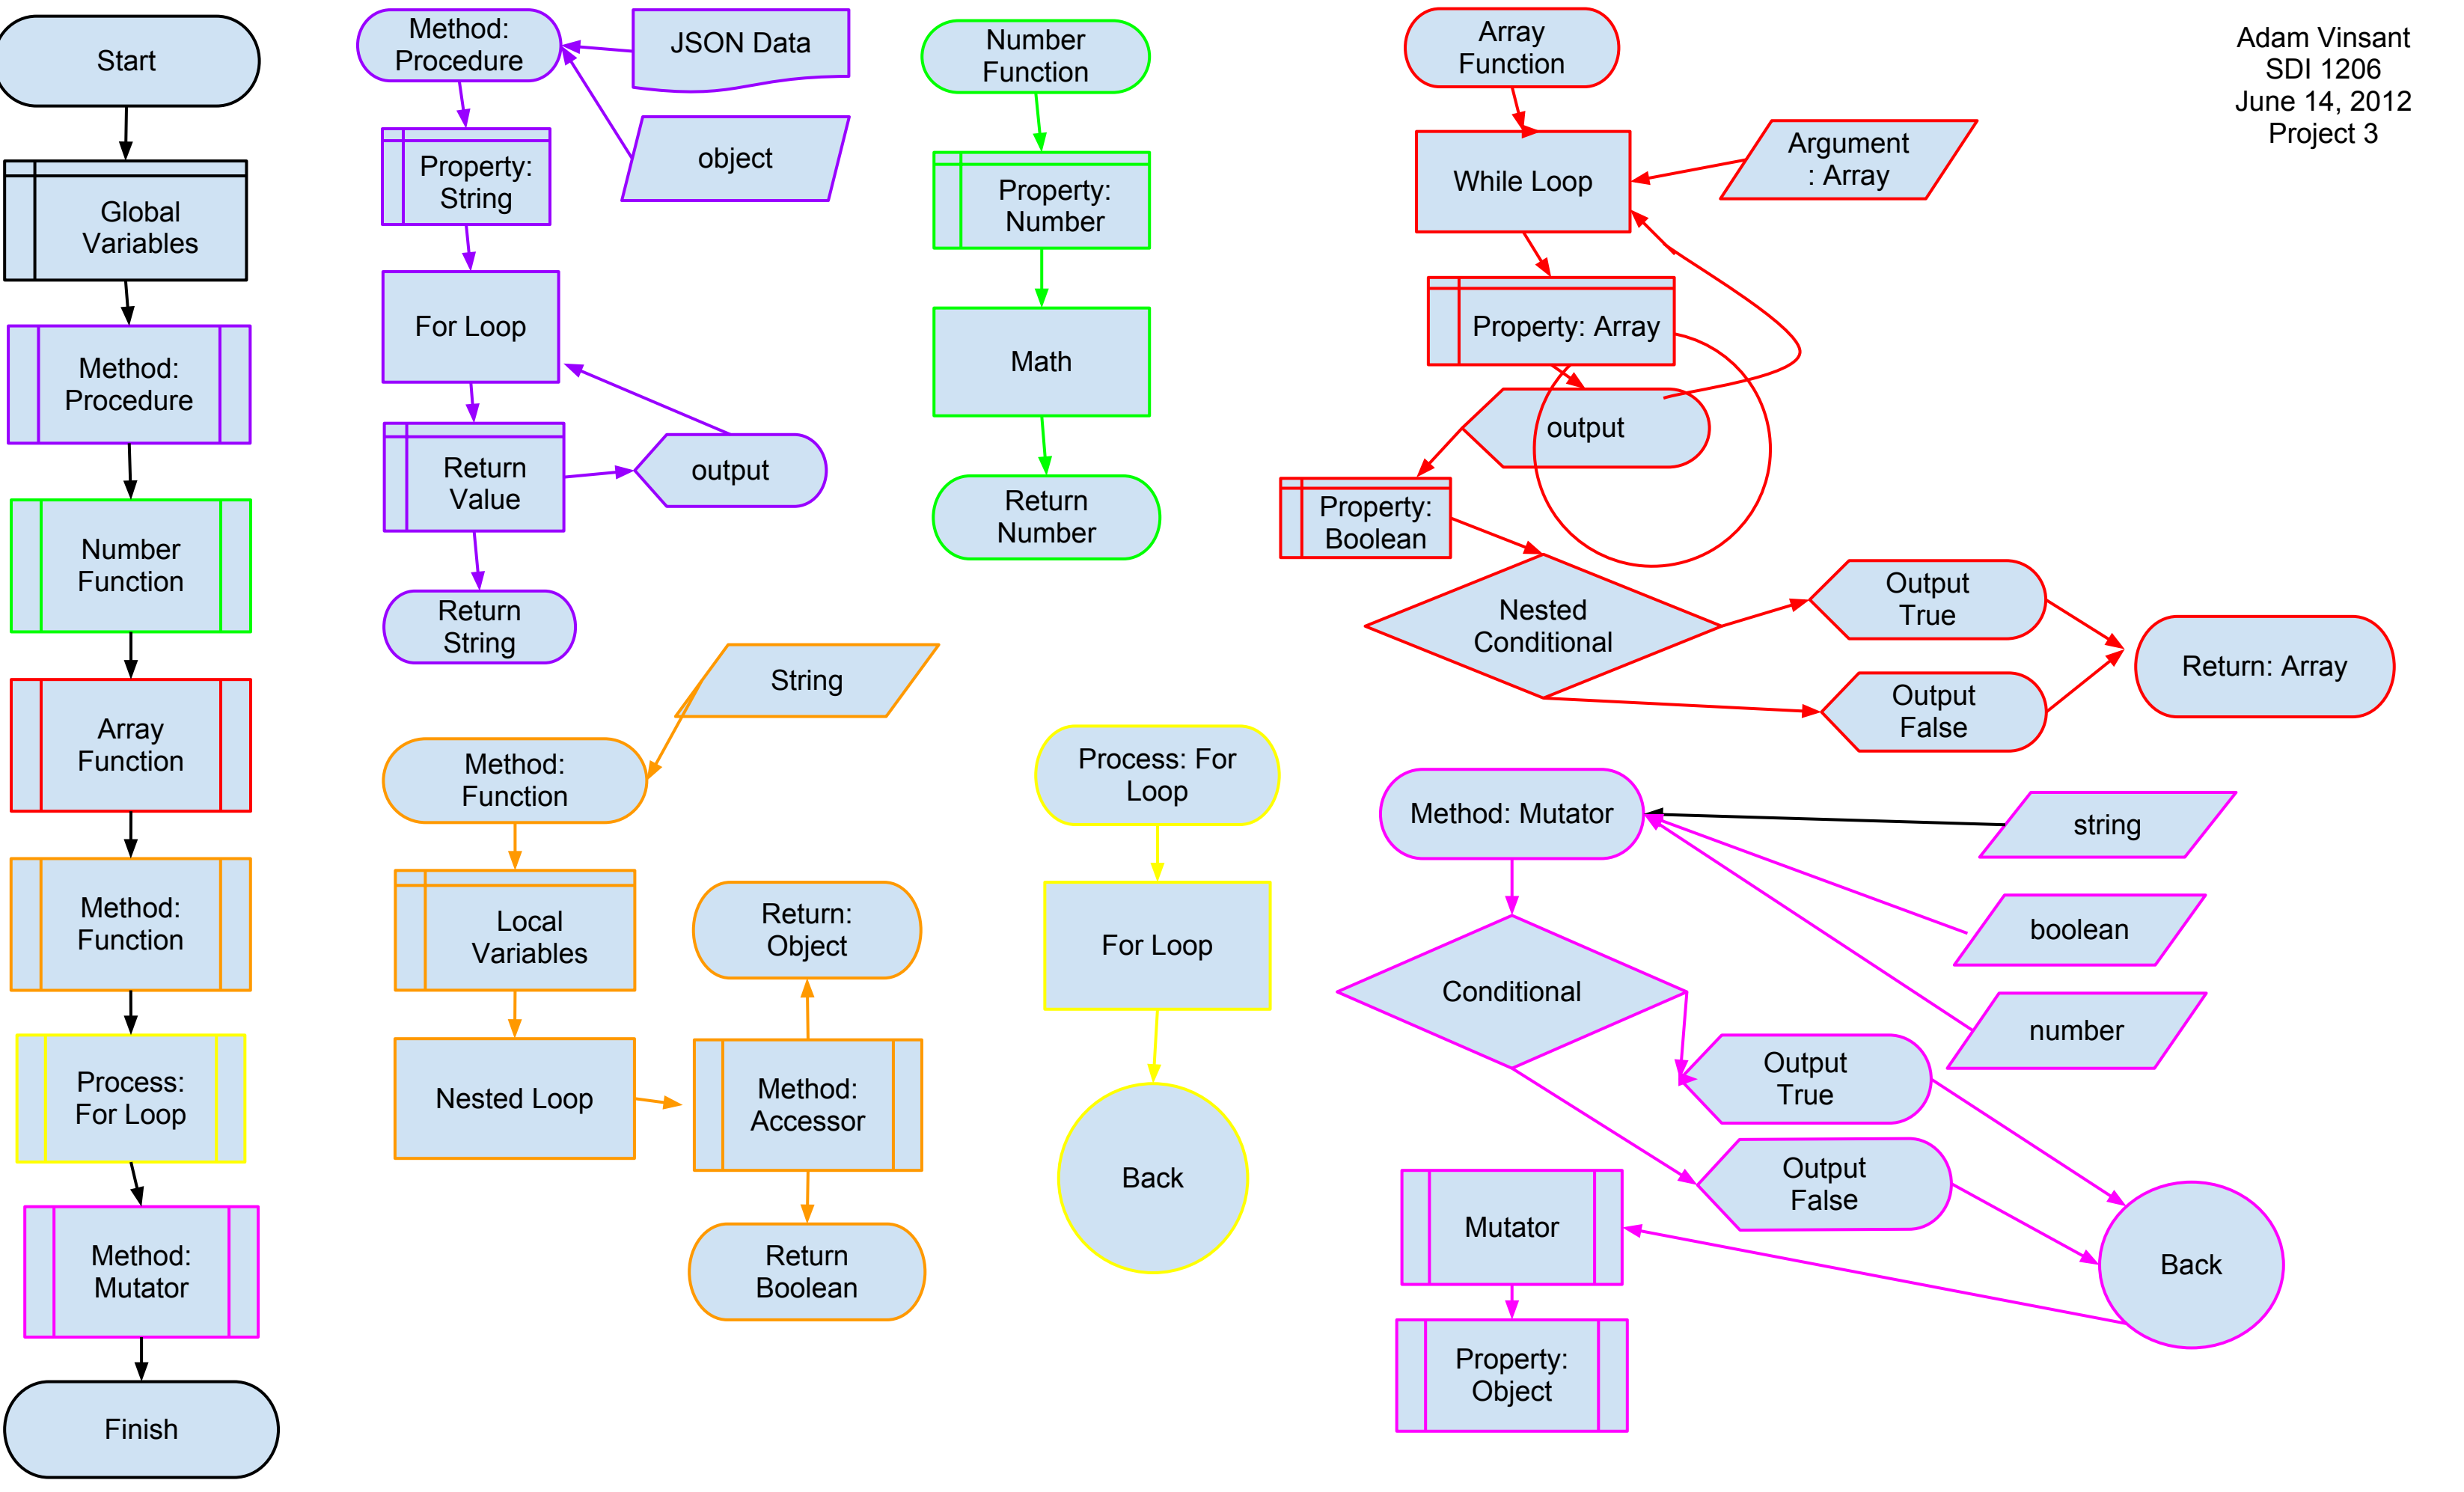 Start
Global
Variables
Method:
Procedure
Number
Function
Array
Function
Method:
Function
Process:
For Loop
Method:
Mutator
Finish
Method:
Procedure
JSON Data
object
Property:
String
For Loop
Return
Value
output
Return
String
Number
Function
Property:
Number
Math
Return
Number
Array
Function
While Loop
Argument
: Array
Property: Array
output
Property:
Boolean
Nested
Conditional
Output
True
Output
False
Return: Array
Adam Vinsant
SDI 1206
June 14, 2012
Project 3
String
Method:
Function
Local
Variables
Nested Loop
Return:
Object
Method:
Accessor
Return
Boolean
Process: For
Loop
For Loop
Back
Method: Mutator
string
boolean
number
Conditional
Output
True
Output
False
Back
Mutator
Property:
Object